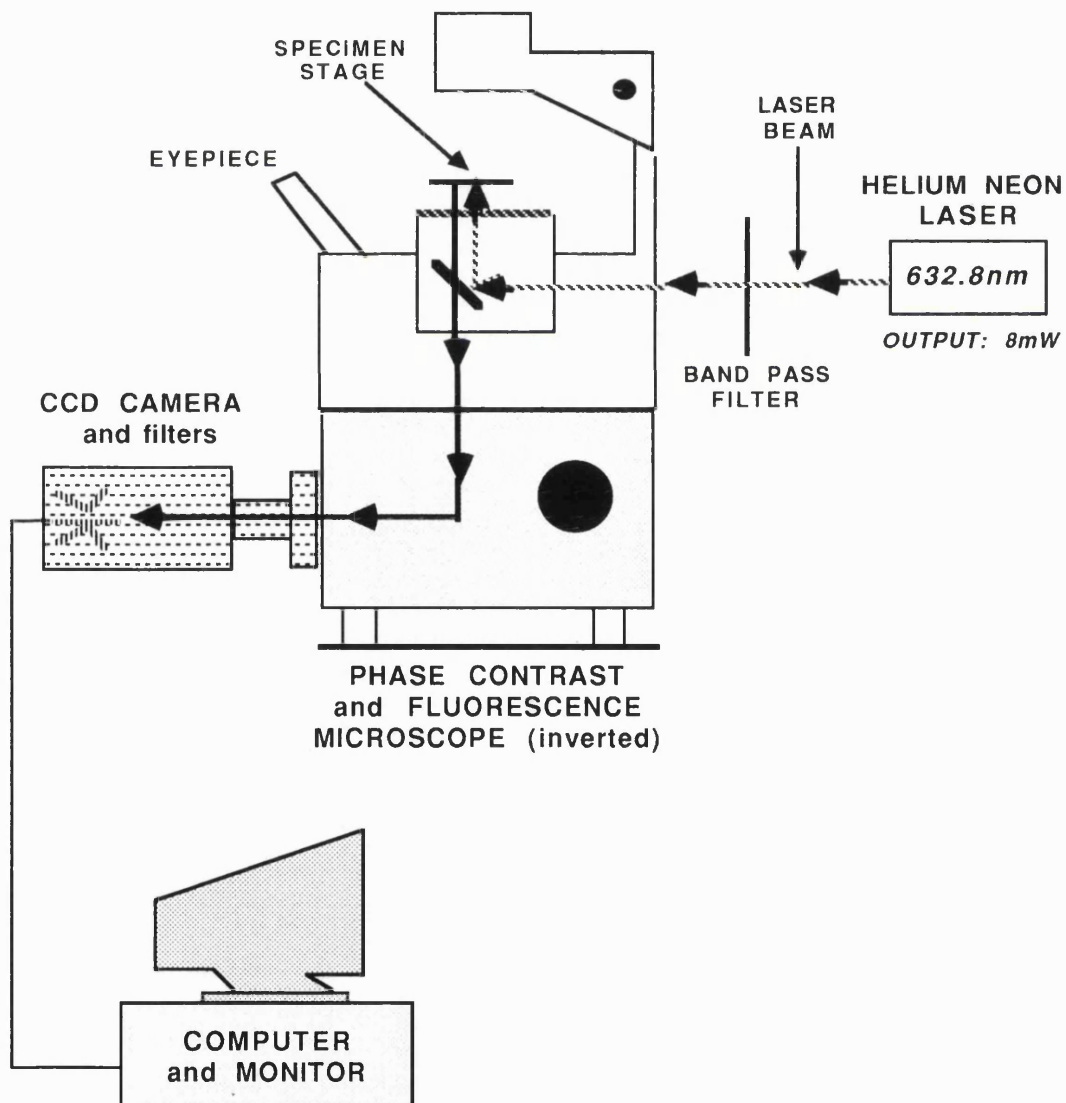 SPECIMEN
STAGE
EYEPIECE
LASER
BEAM
HELIUM NEON
LASER
632.8nm
OUTPUT: 8mW
BAND PASS
FILTER
CCD CAMERA
and filters
PHASE CONTRAST
and FLUORESCENCE
MICROSCOPE (inverted)
COMPUTER
and MONITOR